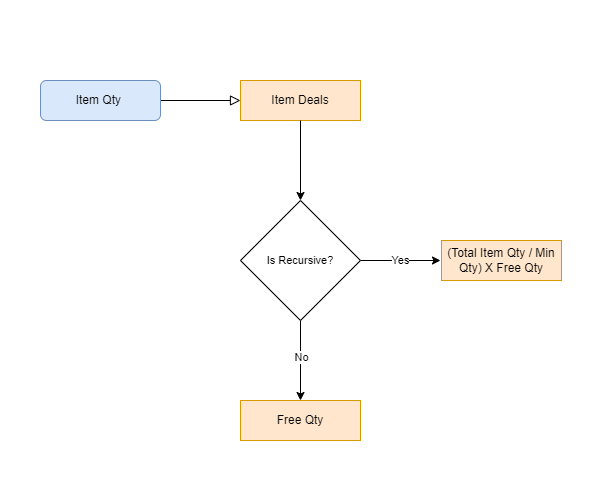 Item Qty
Item Deals
Is Recursive?
Yes
(Total Item Qty / Min
Qty) X Free Qty
No
Free Qty